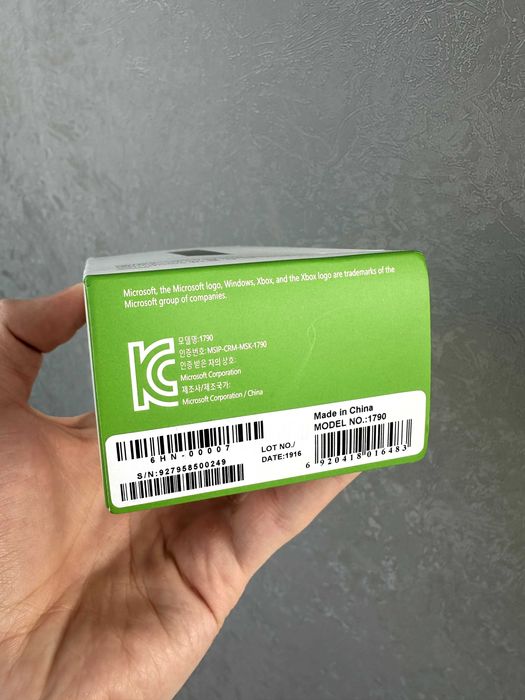 Microsoft, the Microsoft logo, Windows, Xbox, and the Xbox logo are trademarks of the
Microsoft group of companies.
모델명:1790
인증번호:MSIP-CRM-MSK-1790
인증 받은 자의 상호:
Microsoft Corporation
제조사/제조국가:
Microsoft Corporation / China
6HN-00007
S/N:927958500249
LOT NO./
DATE:1916
Made in China
MODEL NO.:1790
6 920418 016483